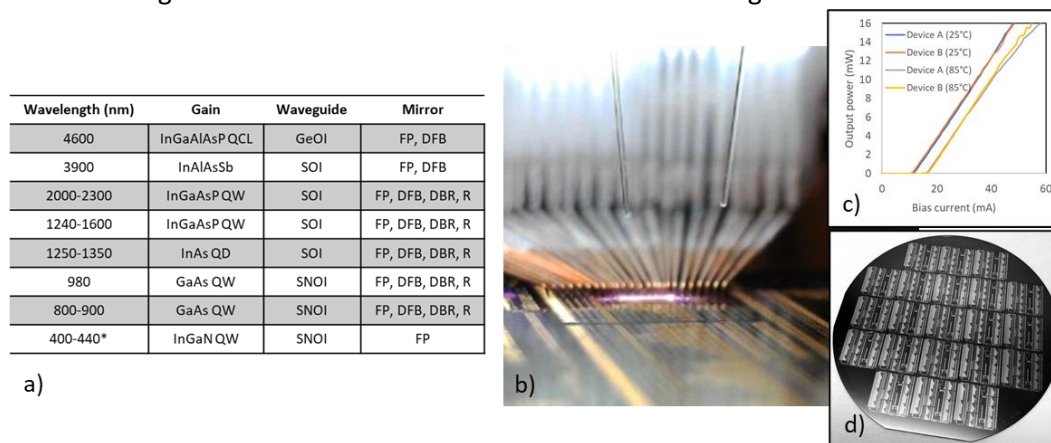 Wavelength (nm) Gain Waveguide Mirror
4600 InGaAlAsP QCL GeOI FP, DFB
3900 InAlAsSb SOI FP, DFB
2000-2300 InGaAsP QW SOI FP, DFB, DBR, R
1240-1600 InGaAsP QW SOI FP, DFB, DBR, R
1250-1350 InAs QD SOI FP, DFB, DBR, R
980 GaAs QW SNOI FP, DFB, DBR, R
800-900 GaAs QW SNOI FP, DFB, DBR, R
400-440* InGaN QW SNOI FP
a)
b)
Output power (mW)
16
14
12
10
8
6
4
2
0
Device A (25°C)
Device B (25°C)
Device A (85°C)
Device B (85°C)
0 20 40 60
Bias current (mA)
c)
d)